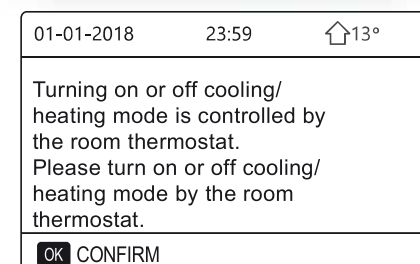 01-01-2018 23:59 13°
Turning on or off cooling/
heating mode is controlled by
the room thermostat.
Please turn on or off cooling/
heating mode by the room
thermostat.
OK CONFIRM